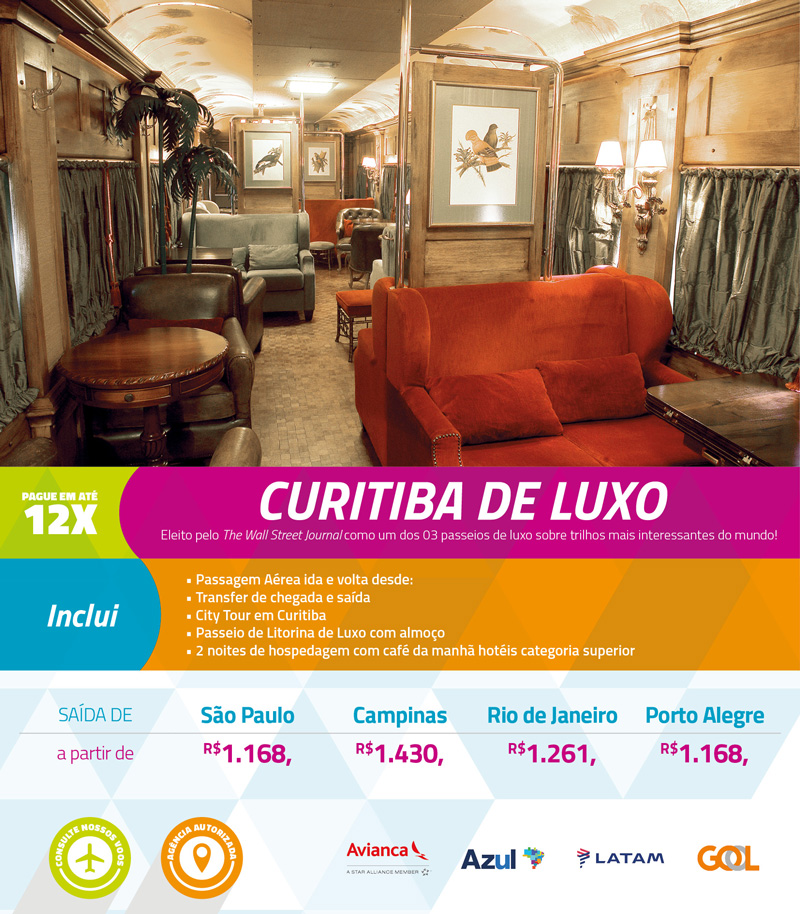 PAGUE EM ATÉ
12X
CURITIBA DE LUXO
Eleito pelo The Wall Street Journal como um dos 03 passeios de luxo sobre trilhos mais interessantes do mundo!
Inclui
• Passagem Aérea ida e volta desde:
• Transfer de chegada e saída
• City Tour em Curitiba
• Passeio de Litorina de Luxo com almoço
• 2 noites de hospedagem com café da manhã hotéis categoria superior
SAÍDA DE São Paulo Campinas Rio de Janeiro Porto Alegre
a partir de R$1.168, R$1.430, R$1.261, R$1.168,
CONSULTE NOSSOS VOOS
AGÊNCIA AUTORIZADA
Avianca
A STAR ALLIANCE MEMBER
Azul
LATAM
GOL